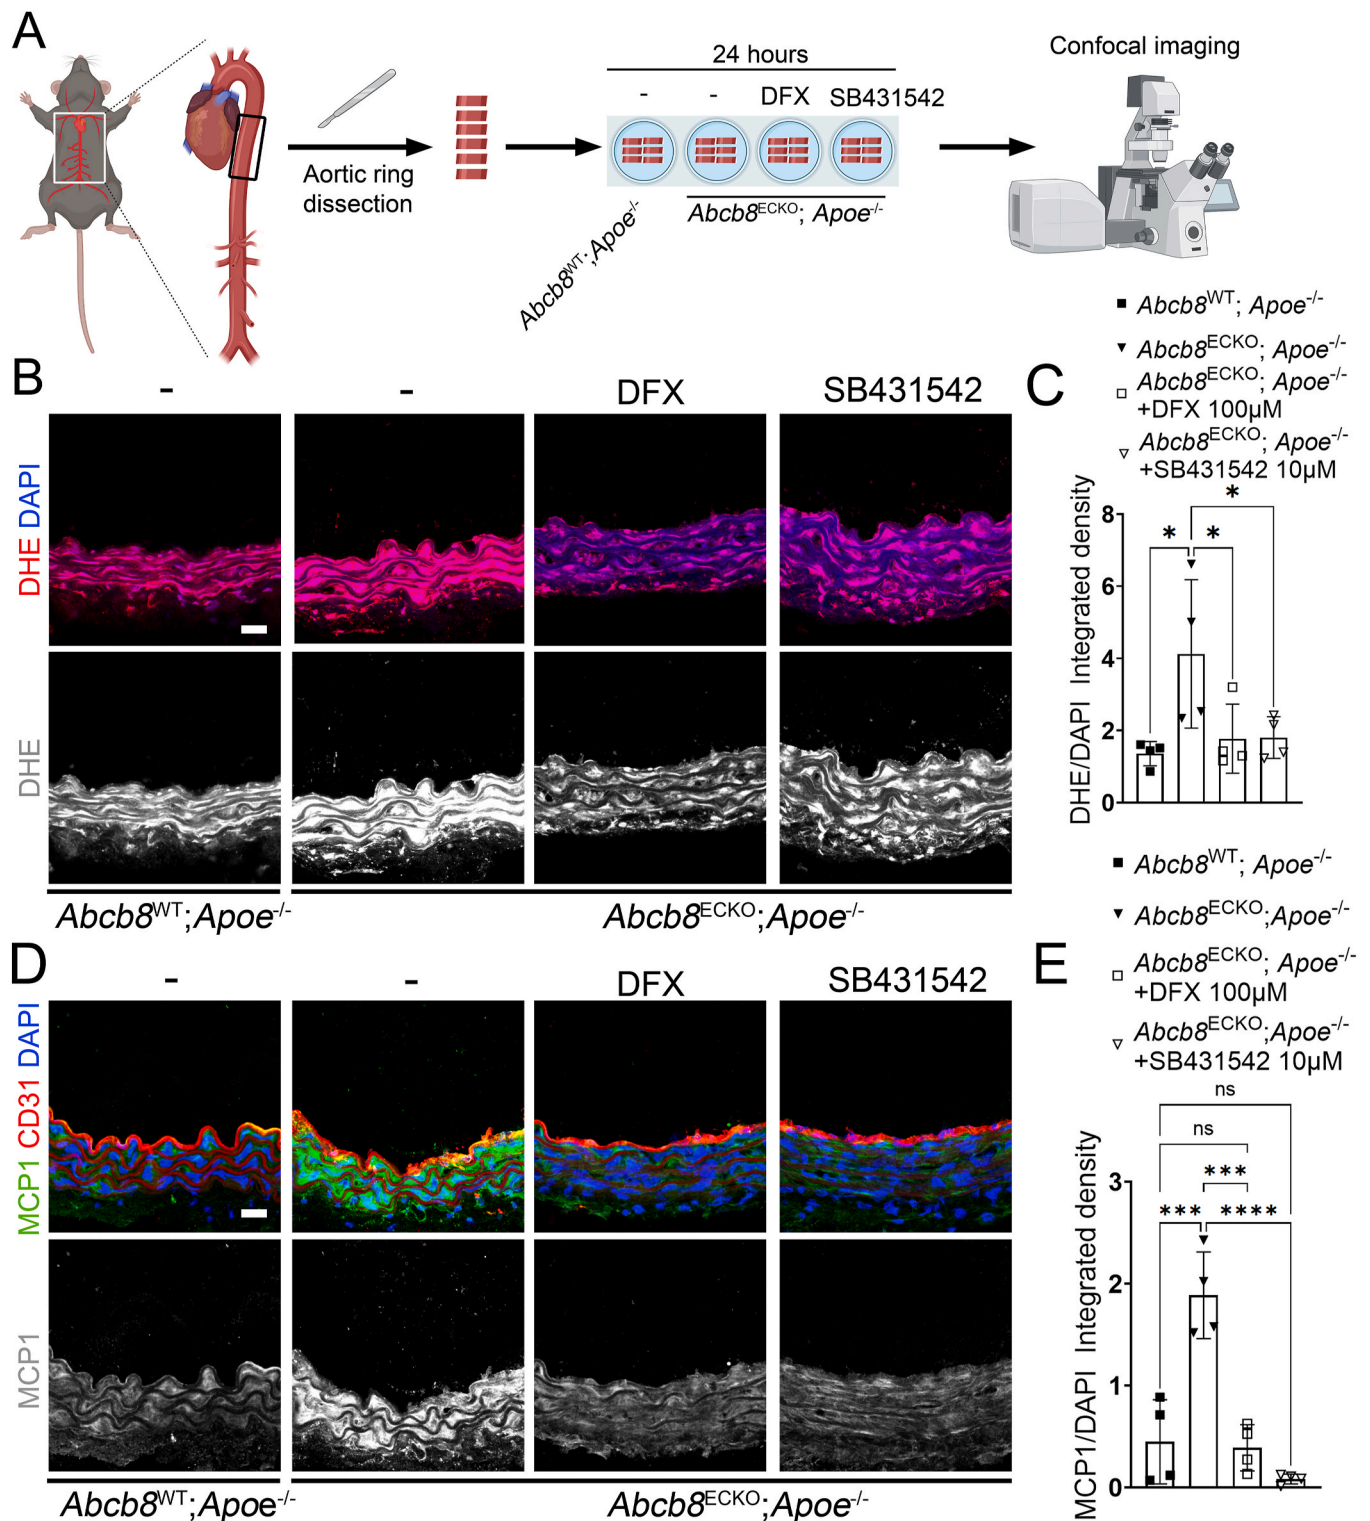 A
24 hours
- - DFX SB431542
Confocal imaging
Aortic ring
dissection
Abcb8WT;Apoe-/-
Abcb8ECKO; Apoe-/-
B
- - DFX SB431542
DHE DAPI
DHE
Abcb8WT;Apoe-/-
Abcb8ECKO;Apoe-/-
C
■ Abcb8WT; Apoe-/-
▼ Abcb8ECKO; Apoe-/-
□ Abcb8ECKO; Apoe-/-
+DFX 100μM
▽ Abcb8ECKO; Apoe-/-
+SB431542 10μM
DHE/DAPI Integrated density
*
* *
8
6
4
2
0
D
- - DFX SB431542
MCP1 CD31 DAPI
MCP1
Abcb8WT;Apoe-/-
Abcb8ECKO;Apoe-/-
E
■ Abcb8WT; Apoe-/-
▼ Abcb8ECKO;Apoe-/-
□ Abcb8ECKO; Apoe-/-
+DFX 100μM
▽ Abcb8ECKO;Apoe-/-
+SB431542 10μM
MCP1/DAPI Integrated density
ns
ns
***
*** ****
3
2
1
0